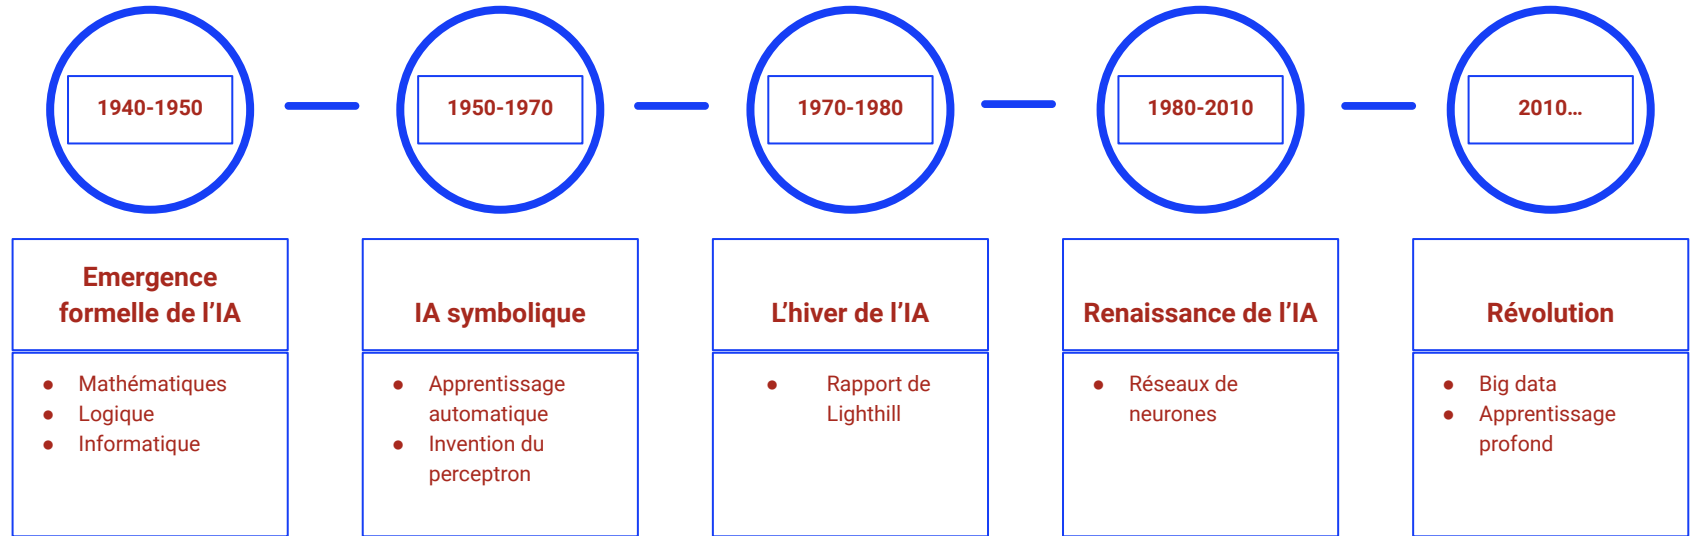 1940-1950
1950-1970
1970-1980
1980-2010
2010…
Emergence
formelle de l’IA
● Mathématiques
● Logique
● Informatique
IA symbolique
● Apprentissage
automatique
● Invention du
perceptron
L’hiver de l’IA
● Rapport de
Lighthill
Renaissance de l’IA
● Réseaux de
neurones
Révolution
● Big data
● Apprentissage
profond